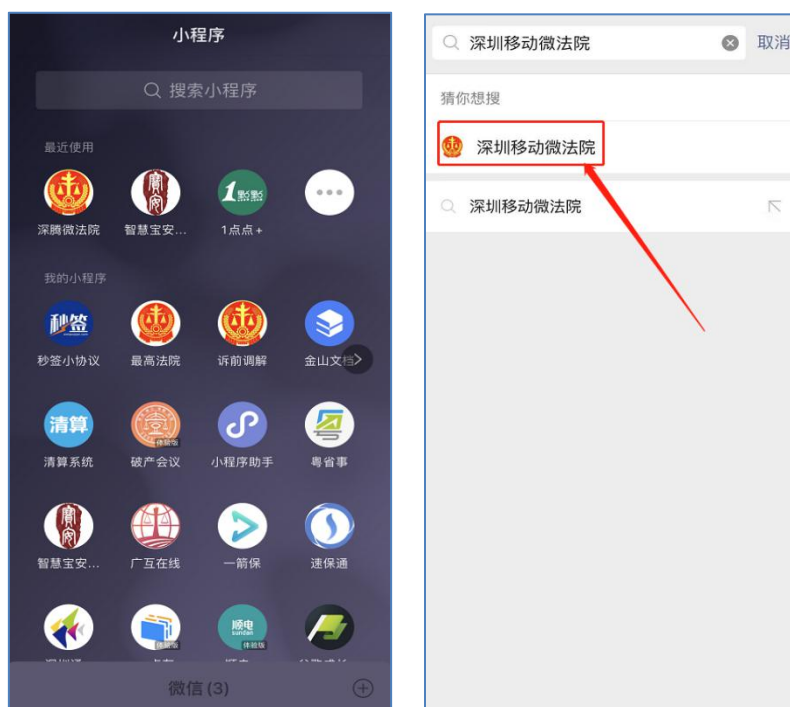 小程序
搜索小程序
最近使用
深腾微法院 智慧宝安... 1点点+
我的小程序
秒签
秒签小协议 最高法院 诉前调解 金山文档
清算
体验版
清算系统 破产会议 小程序助手 粤省事
智慧宝安... 广互在线 一箭保 速保通
体验版
顺电
sundan
体验版
微信(3)
深圳移动微法院 取消
猜你想搜
深圳移动微法院
深圳移动微法院